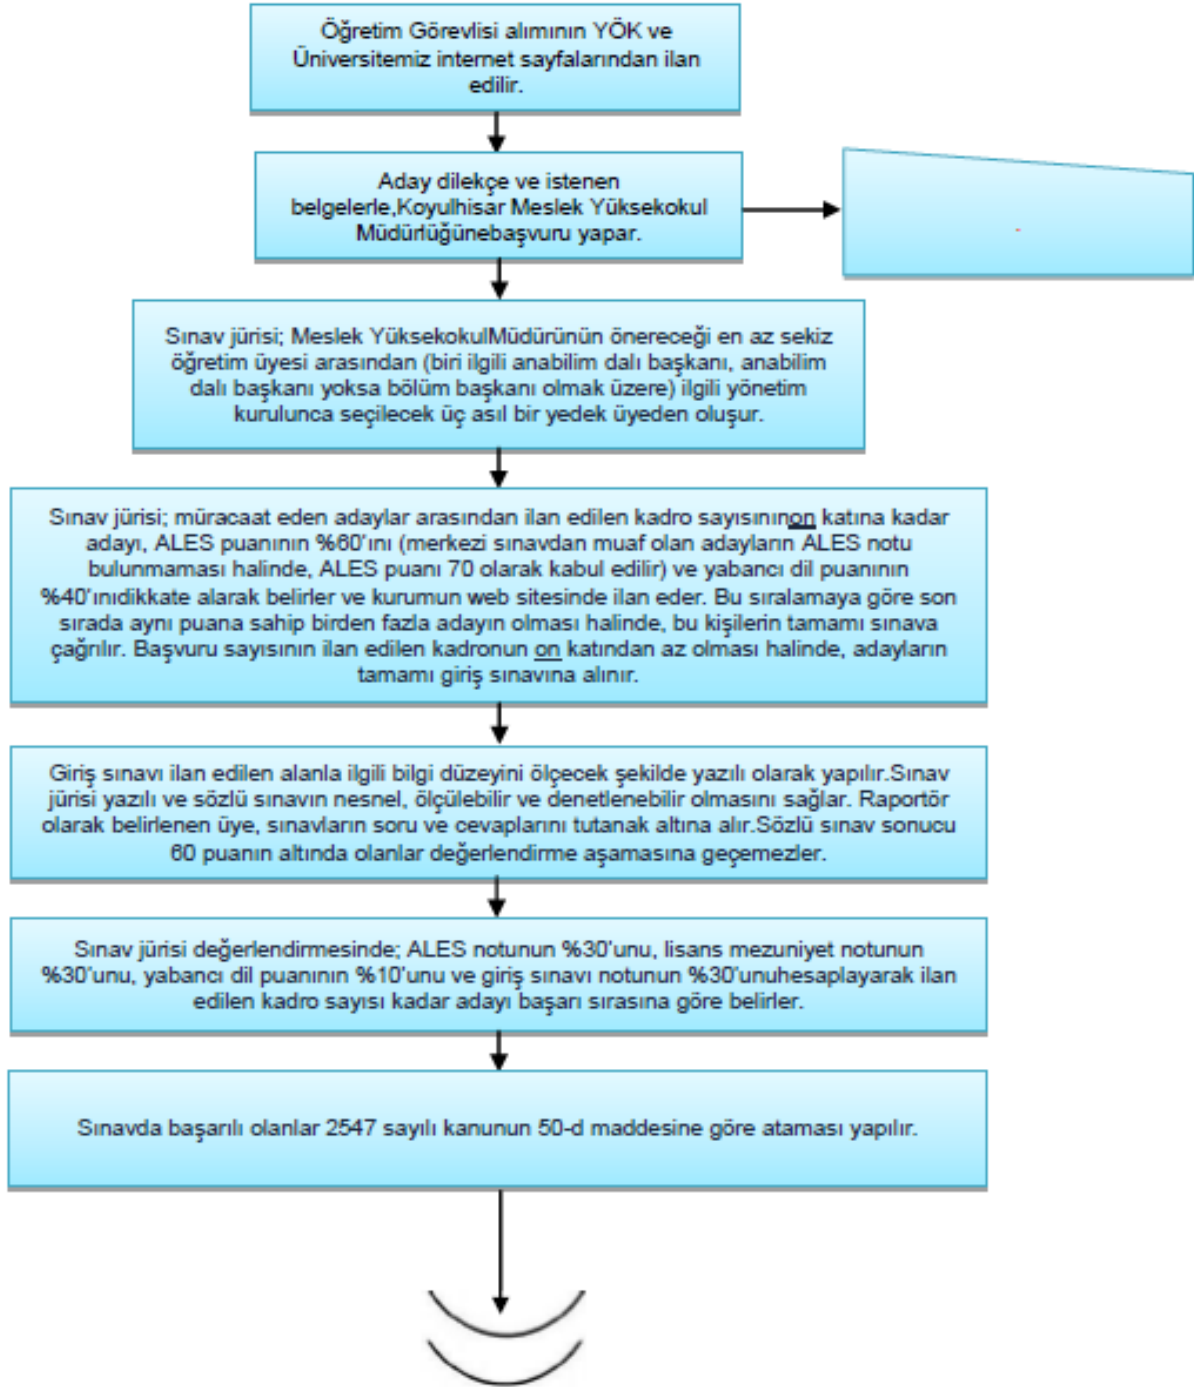 Öğretim Görevlisi alımının YÖK ve
Üniversitemiz internet sayfalarından ilan
edilir.
Aday dilekçe ve istenen
belgelerle,Koyulhisar Meslek Yüksekokul
Müdürlüğünebaşvuru yapar.
Sınav jürisi; Meslek YüksekokulMüdürünün önereceği en az sekiz
öğretim üyesi arasından (biri ilgili anabilim dalı başkanı, anabilim
dalı başkanı yoksa bölüm başkanı olmak üzere) ilgili yönetim
kurulunca seçilecek üç asıl bir yedek üyeden oluşur.
Sınav jürisi; müracaat eden adaylar arasından ilan edilen kadro sayısınınon katına kadar
adayı, ALES puanının %60'ını (merkezi sınavdan muaf olan adayların ALES notu
bulunmaması halinde, ALES puanı 70 olarak kabul edilir) ve yabancı dil puanının
%40'ınıdikkate alarak belirler ve kurumun web sitesinde ilan eder. Bu sıralamaya göre son
sırada aynı puana sahip birden fazla adayın olması halinde, bu kişilerin tamamı sınava
çağrılır. Başvuru sayısının ilan edilen kadronun on katından az olması halinde, adayların
tamamı giriş sınavına alınır.
Giriş sınavı ilan edilen alanla ilgili bilgi düzeyini ölçecek şekilde yazılı olarak yapılır.Sınav
jürisi yazılı ve sözlü sınavın nesnel, ölçülebilir ve denetlenebilir olmasını sağlar. Raportör
olarak belirlenen üye, sınavların soru ve cevaplarını tutanak altına alır.Sözlü sınav sonucu
60 puanın altında olanlar değerlendirme aşamasına geçemezler.
Sınav jürisi değerlendirmesinde; ALES notunun %30'unu, lisans mezuniyet notunun
%30'unu, yabancı dil puanının %10'unu ve giriş sınavı notunun %30'unuhesaplayarak ilan
edilen kadro sayısı kadar adayı başarı sırasına göre belirler.
Sınavda başarılı olanlar 2547 sayılı kanunun 50-d maddesine göre ataması yapılır.